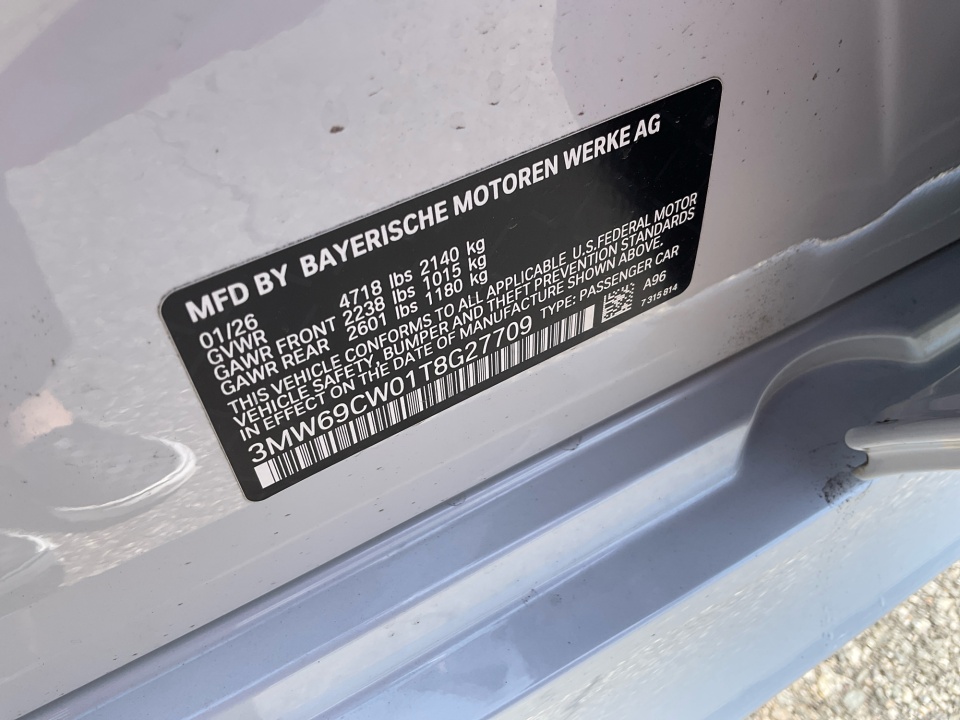 MFD BY BAYERISCHE MOTOREN WERKE AG
01/26
GVWR 4718 lbs 2140 kg
GAWR FRONT 2238 lbs 1015 kg
GAWR REAR 2601 lbs 1180 kg
THIS VEHICLE CONFORMS TO ALL APPLICABLE U.S.FEDERAL MOTOR
VEHICLE SAFETY, BUMPER AND THEFT PREVENTION STANDARDS
IN EFFECT ON THE DATE OF MANUFACTURE SHOWN ABOVE.
3MW69CW01T8G27709 TYPE: PASSENGER CAR
A96
7 315 814